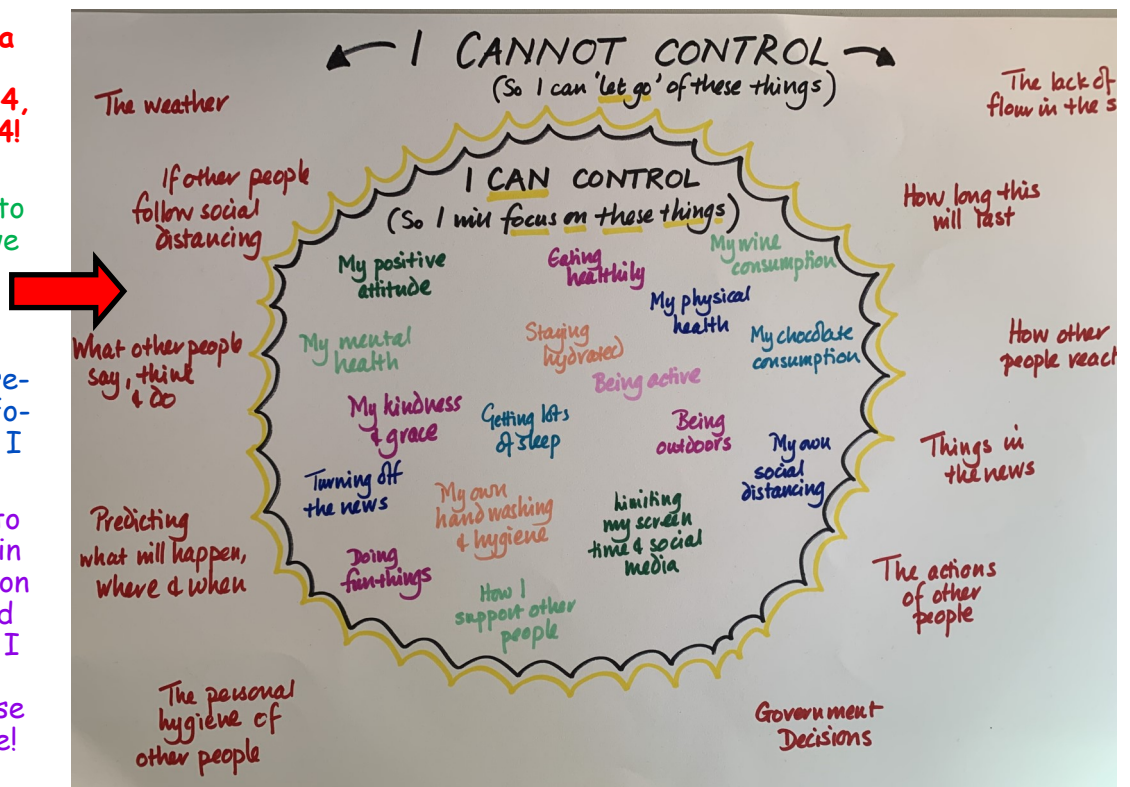 a
4,
4!
to
ve
re-
fo-
I
to
in
on
d
I
se
e!
I CANNOT CONTROL
(So I can 'let go' of these things)
The weather
If other people
follow social
distancing
What other people
say, think
& do
Predicting
what will happen,
where & when
The personal
hygiene of
other people
I CAN CONTROL
(So I will focus on these things)
My positive
attitude
Eating
healthily
My wine
consumption
My physical
health
My mental
health
Staying
hydrated
My chocolate
consumption
Being active
My kindness
& grace
Getting lots
of sleep
Being
outdoors
My own
social
distancing
Turning off
the news
My own
hand washing
& hygiene
Limiting
my screen
time & social
media
Doing
fun things
How I
support other
people
The lack of
flour in the s
How long this
will last
How other
people react
Things in
the news
The actions
of other
people
Government
Decisions